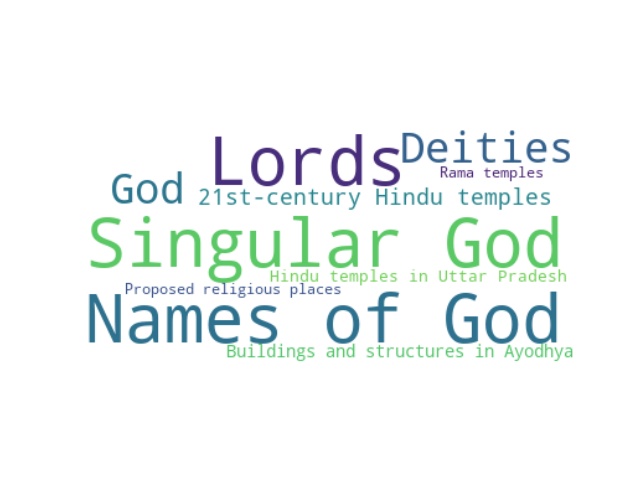 Lords
Deities
Rama temples
God
21st-century Hindu temples
Singular God
Hindu temples in Uttar Pradesh
Proposed religious places
Names of God
Buildings and structures in Ayodhya